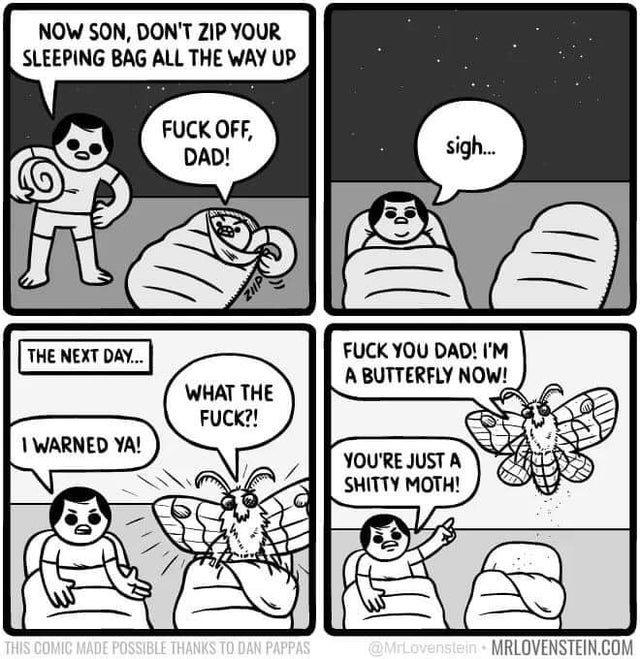 NOW SON, DON'T ZIP YOUR
SLEEPING BAG ALL THE WAY UP
FUCK OFF,
DAD!
ZIIP
sigh...
THE NEXT DAY...
I WARNED YA!
WHAT THE
FUCK?!
FUCK YOU DAD! I'M
A BUTTERFLY NOW!
YOU'RE JUST A
SHITTY MOTH!
THIS COMIC MADE POSSIBLE THANKS TO DAN PAPPAS
@MrLovenstein • MRLOVENSTEIN.COM